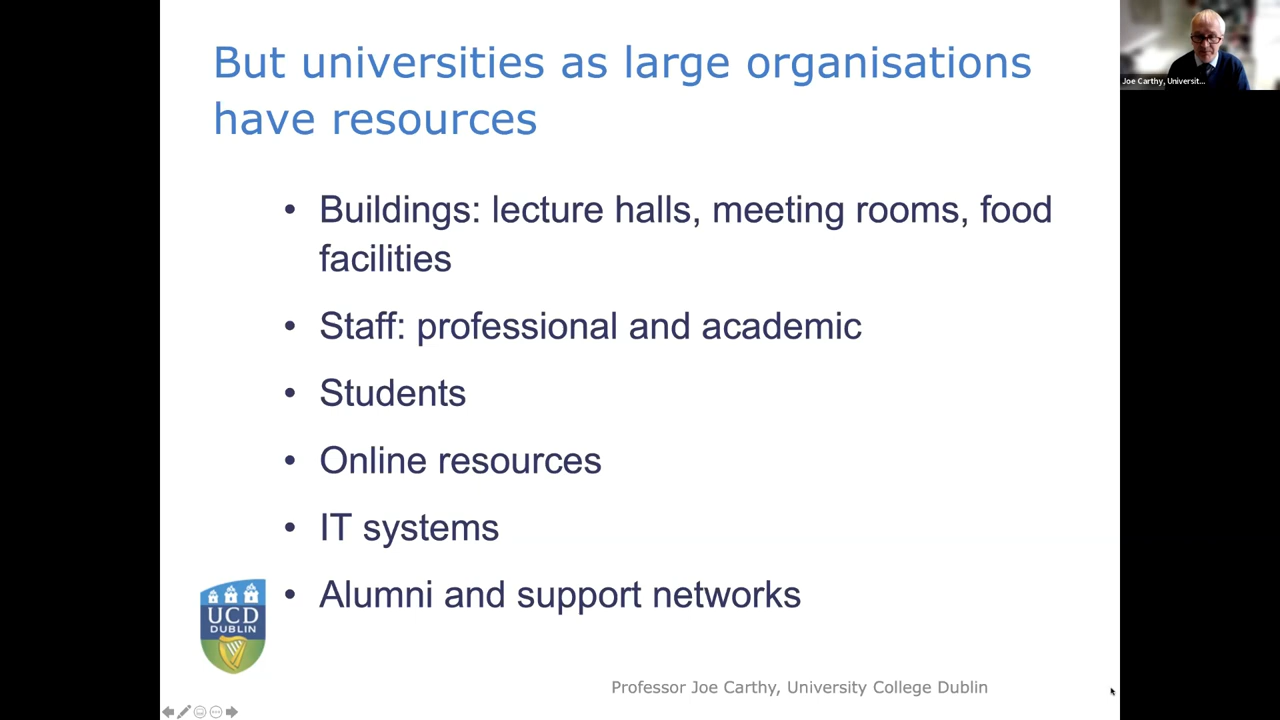 But universities as large organisations
have resources
• Buildings: lecture halls, meeting rooms, food
facilities
• Staff: professional and academic
• Students
• Online resources
• IT systems
• Alumni and support networks
UCD
DUBLIN
Professor Joe Carthy, University College Dublin
Joe Carthy, Universit...